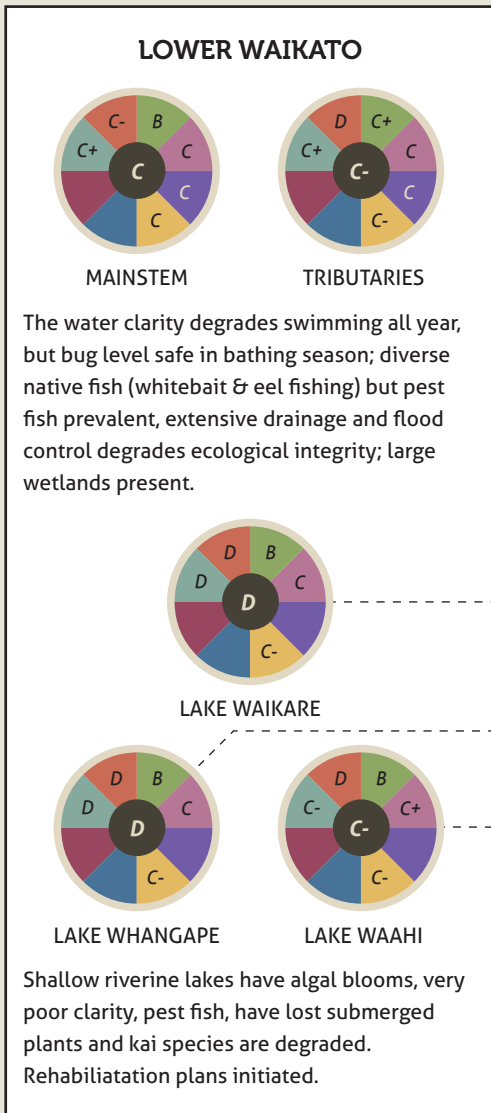 LOWER WAIKATO
C- B
C+ C
C
C
C
MAINSTEM
D C+
C+ C
C-
C
C-
TRIBUTARIES
The water clarity degrades swimming all year,
but bug level safe in bathing season; diverse
native fish (whitebait & eel fishing) but pest
fish prevalent, extensive drainage and flood
control degrades ecological integrity; large
wetlands present.
D B
D C
D
C-
LAKE WAIKARE
D B
D C
D
C-
LAKE WHANGAPE
D B
C- C+
C-
C-
LAKE WAAHI
Shallow riverine lakes have algal blooms, very
poor clarity, pest fish, have lost submerged
plants and kai species are degraded.
Rehabiliatation plans initiated.